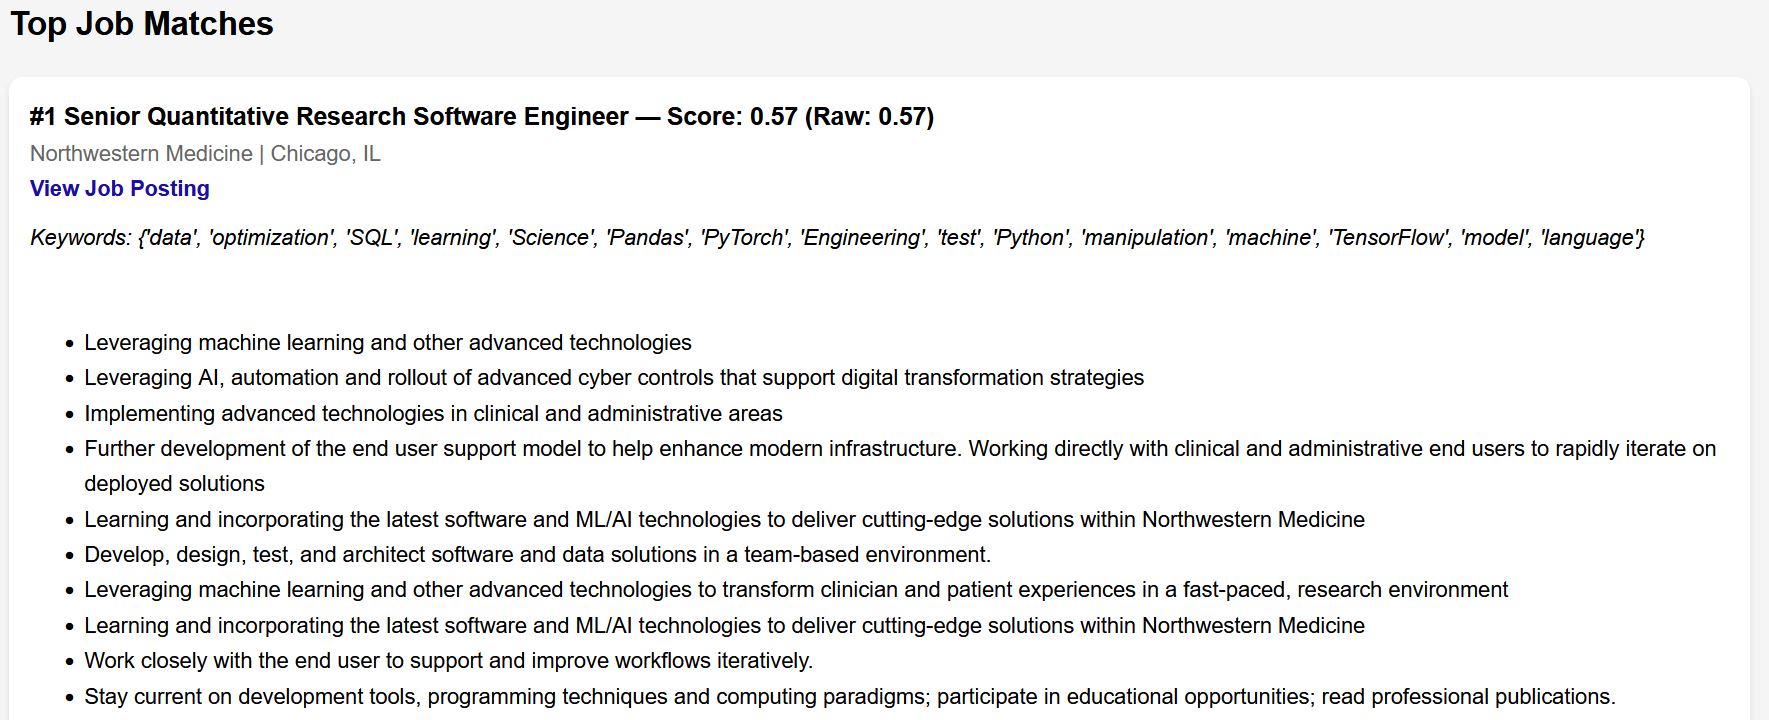 Top Job Matches
#1 Senior Quantitative Research Software Engineer — Score: 0.57 (Raw: 0.57)
Northwestern Medicine | Chicago, IL
View Job Posting
Keywords: {'data', 'optimization', 'SQL', 'learning', 'Science', 'Pandas', 'PyTorch', 'Engineering', 'test', 'Python', 'manipulation', 'machine', 'TensorFlow', 'model', 'language'}
• Leveraging machine learning and other advanced technologies
• Leveraging AI, automation and rollout of advanced cyber controls that support digital transformation strategies
• Implementing advanced technologies in clinical and administrative areas
• Further development of the end user support model to help enhance modern infrastructure. Working directly with clinical and administrative end users to rapidly iterate on
deployed solutions
• Learning and incorporating the latest software and ML/AI technologies to deliver cutting-edge solutions within Northwestern Medicine
• Develop, design, test, and architect software and data solutions in a team-based environment.
• Leveraging machine learning and other advanced technologies to transform clinician and patient experiences in a fast-paced, research environment
• Learning and incorporating the latest software and ML/AI technologies to deliver cutting-edge solutions within Northwestern Medicine
• Work closely with the end user to support and improve workflows iteratively.
• Stay current on development tools, programming techniques and computing paradigms; participate in educational opportunities; read professional publications.